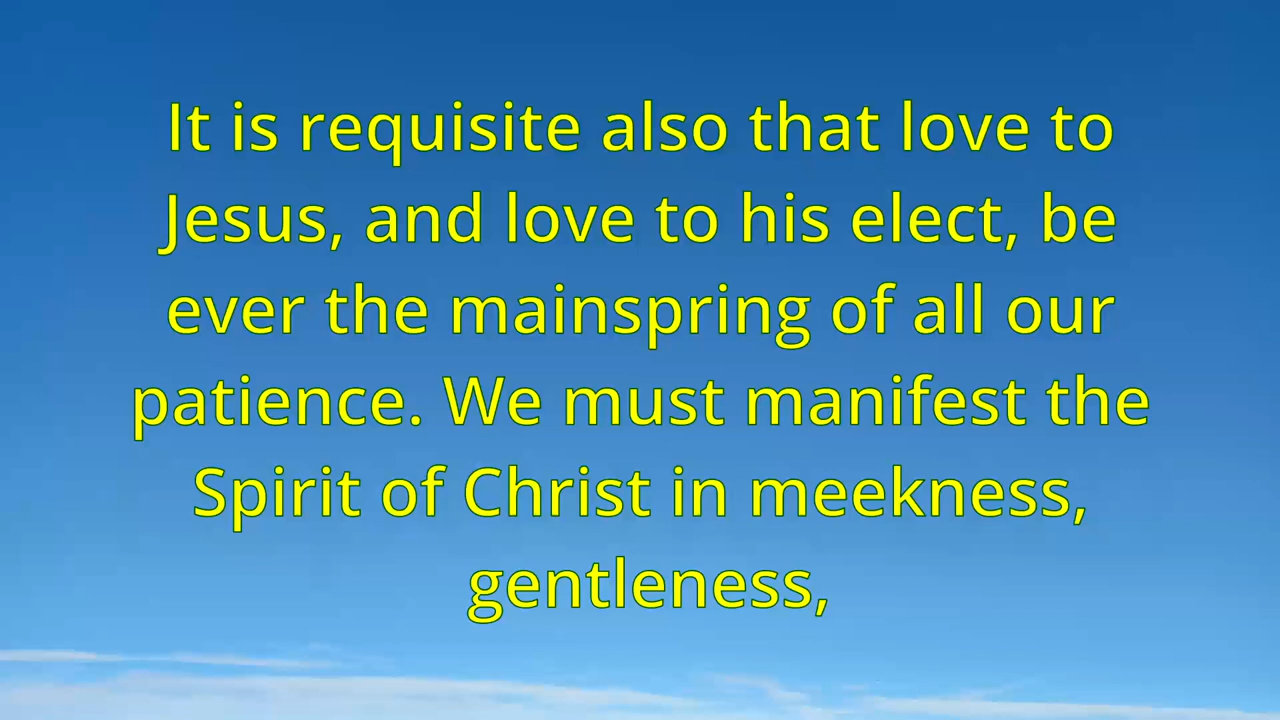 It is requisite also that love to
Jesus, and love to his elect, be
ever the mainspring of all our
patience. We must manifest the
Spirit of Christ in meekness,
gentleness,